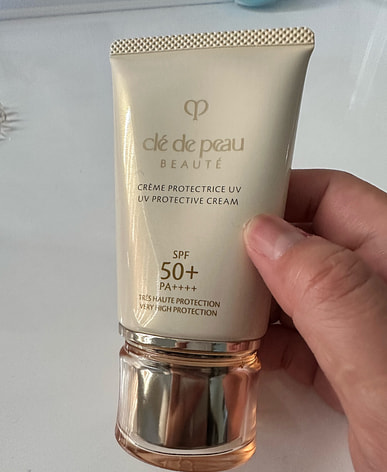 clé de peau
BEAUTÉ
CRÈME PROTECTRICE UV
UV PROTECTIVE CREAM
SPF
50+
PA++++
TRÈS HAUTE PROTECTION
VERY HIGH PROTECTION